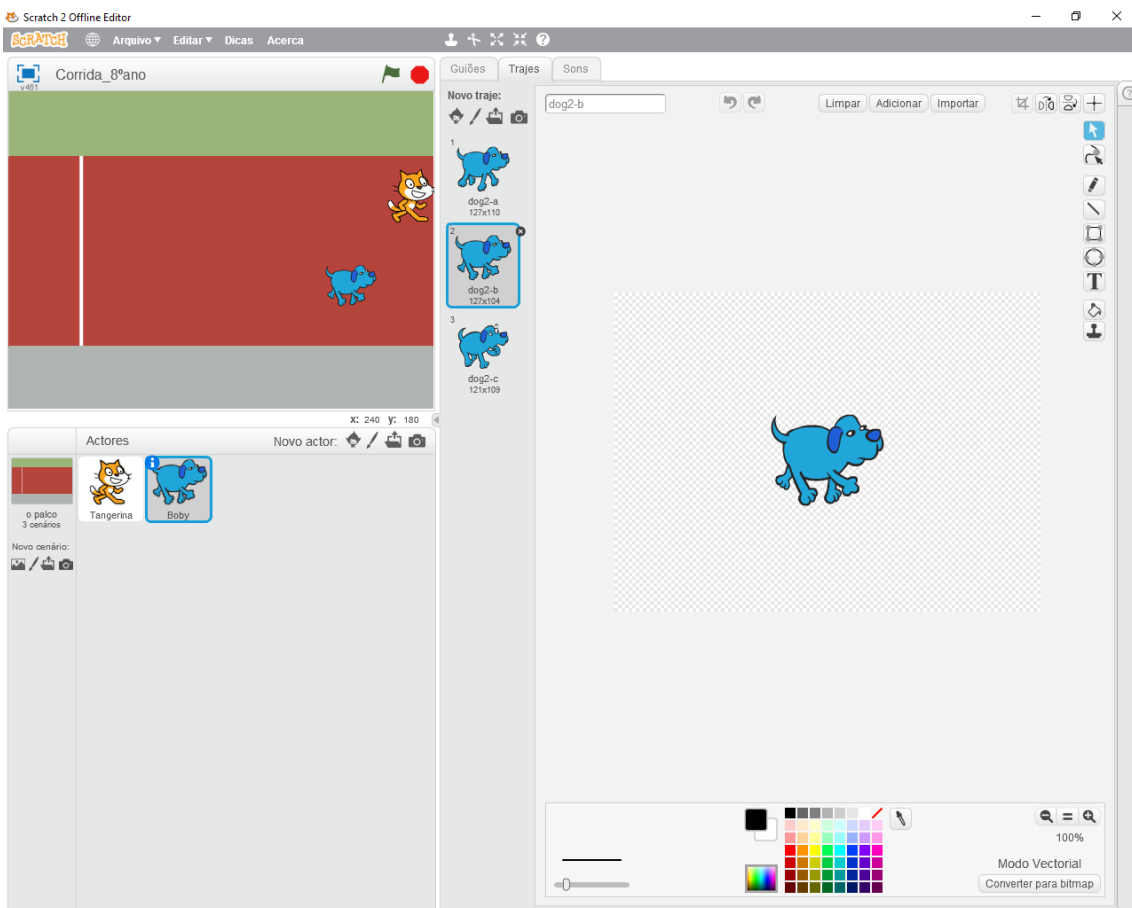 Scratch 2 Offline Editor
SCRATCH Arquivo Editar Dicas Acerca
v461
Corrida_8ºano
x: 240 y: 180
Actores
Novo actor:
o palco
3 cenários
Novo cenário:
Tangerina
Boby
Guiões Trajes Sons
Novo traje:
1
dog2-a
127x110
2
dog2-b
127x104
3
dog2-c
121x109
dog2-b
Limpar Adicionar Importar
T
100%
Modo Vectorial
Converter para bitmap